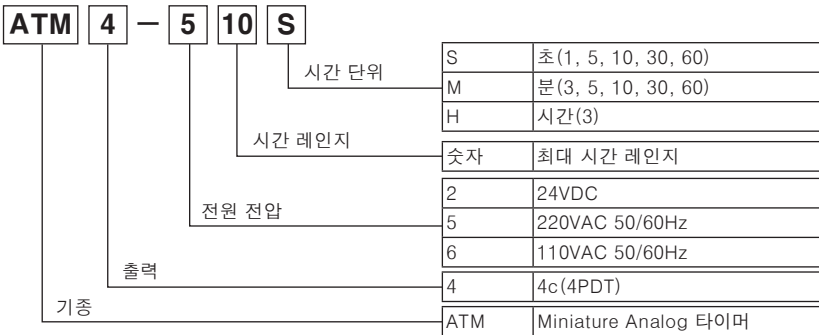 ATM 4 - 5 10 S
시간 단위
S 초(1, 5, 10, 30, 60)
M 분(3, 5, 10, 30, 60)
H 시간(3)
시간 레인지
숫자 최대 시간 레인지
전원 전압
2 24VDC
5 220VAC 50/60Hz
6 110VAC 50/60Hz
출력
4 4c(4PDT)
기종
ATM Miniature Analog 타이머